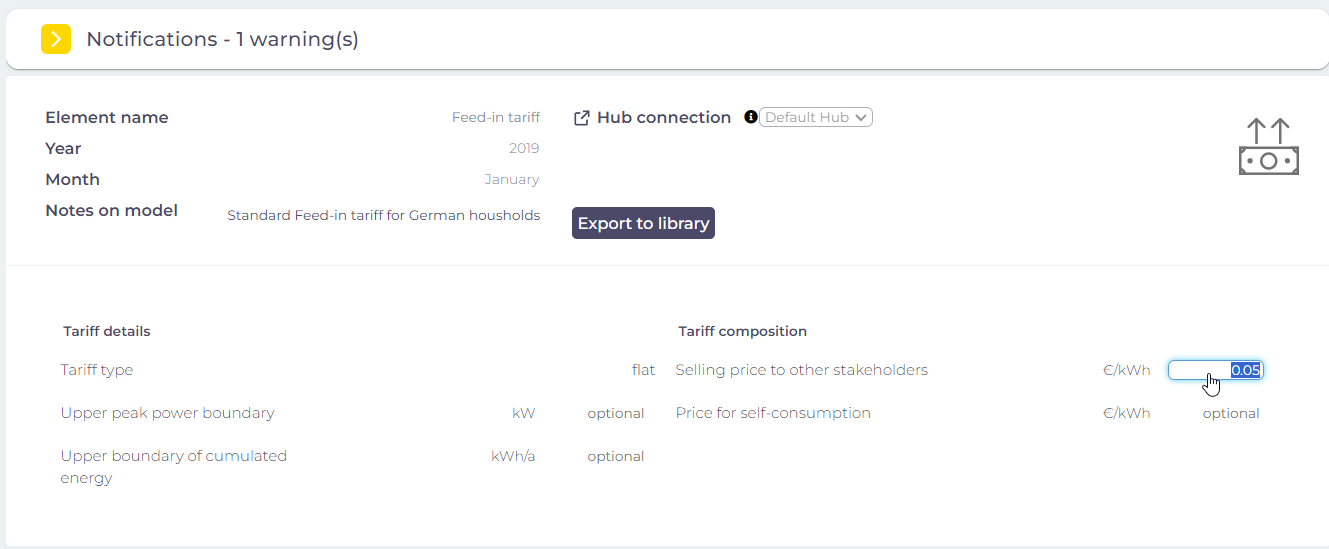 Notifications - 1 warning(s)
Element name Feed-in tariff
Hub connection Default Hub
Year 2019
Month January
Notes on model Standard Feed-in tariff for German housholds
Export to library
Tariff details
Tariff type flat
Upper peak power boundary kW optional
Upper boundary of cumulated kWh/a optional
energy
Tariff composition
Selling price to other stakeholders €/kWh 0.05
Price for self-consumption €/kWh optional